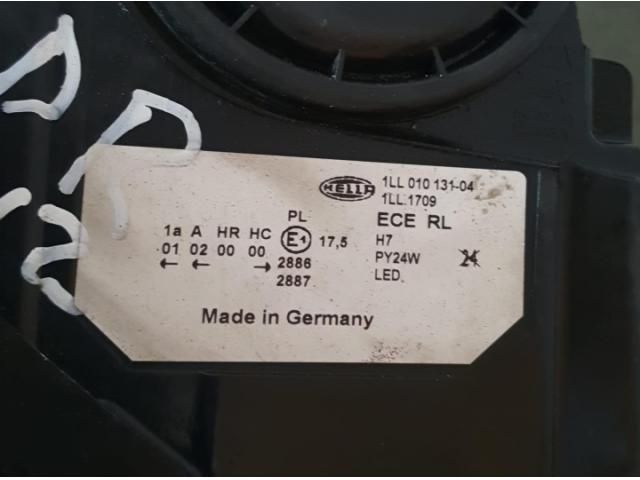 HELLA
1LL 010 131-04
1LL.1709
ECE RL
PL
1a A HR HC E1 17,5
01 02 00 00
← ← →
2886
2887
H7
PY24W 24
LED.
Made in Germany